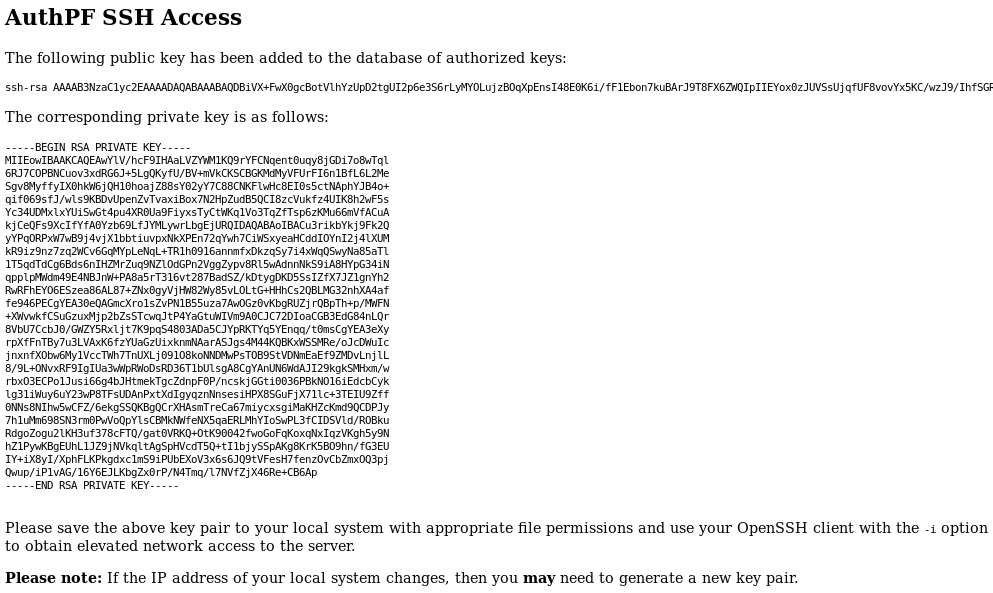 AuthPF SSH Access
The following public key has been added to the database of authorized keys:
ssh-rsa AAAAB3NzaC1yc2EAAAADAQABAAABAQDBiVX+FwX0gcBotVlhYzUpD2tgUI2p6e3S6rLyMYOLujzBOqXpEnsI48E0K6i/fF1Ebon7kuBArJ9T8FX6ZWQIpIIEYox0zJUVSsUjqfUF8vovYx5KC/wzJ9/IhfSGR
The corresponding private key is as follows:
-----BEGIN RSA PRIVATE KEY-----
MIIEowIBAAKCAQEAwYlV/hcF9IHAaLVZYWM1KQ9rYFCNqent0uqy8jGDi7o8wTql
6RJ7COPBNCuov3xdRG6J+5LgQKyfU/BV+mVkCKSCBGKMdMyVFUrFI6n1BfL6L2Me
Sgv8MyffyIX0hkW6jQH10hoajZ88sY02yY7C88CNKFlwHc8EI0s5ctNAphYJB4o+
qif069sfJ/wls9KBDvUpenZvTvaxiBox7N2HpZudB5QCI8zcVukfz4UIK8h2wF5s
Yc34UDMxlxYUiSwGt4pu4XR0Ua9FiyxsTyCtWKq1Vo3TqZfTsp6zKMu66mVfACuA
kjCeQFs9XcIfYfA0Yzb69LfJYMLywrLbgEjURQIDAQABAoIBACu3rikbYkj9Fk2Q
yYPqORPxW7wB9j4vjX1bbtiuvpxNkXPEn72qYwh7CiWSxyeaHCddIOYnI2j4lXUM
kR9iz9nz7zq2WCv6GqMYpLeNqL+TR1h0916annmfxDkzqSy7i4xWqQSwyNa85aTl
1T5qdTdCg6Bds6nIHZMrZuq9NZlOdGPn2VggZypv8Rl5wAdnnNkS9iA8HYpG34iN
qpplpMWdm49E4NBJnW+PA8a5rT316vt287BadSZ/kDtygDKD5SsIZfX7JZ1gnYh2
RwRFhEYO6ESzea86AL87+ZNx0gyVjHW82Wy85vLOLtG+HHhCs2QBLMG32nhXA4af
fe946PECgYEA30eQAGmcXro1sZvPN1B55uza7AwOGz0vKbgRUZjrQBpTh+p/MWFN
+XWvwkfCSuGzuxMjp2bZsSTcwqJtP4YaGtuWIVm9A0CJC72DIoaCGB3EdG84nLQr
8VbU7CcbJ0/GWZY5Rxljt7K9pqS4803ADa5CJYpRKTYq5YEnqq/t0msCgYEA3eXy
rpXfFnTBy7u3LVAxK6fzYUaGzUixknmNAarASJgs4M44KQBKxWSSMRe/oJcDWuIc
jnxnfXObw6My1VccTWh7TnUXLj091O8koNNDMwPsTOB9StVDNmEaEf9ZMDvLnjlL
8/9L+ONvxRF9IgIUa3wWpRWoDsRD36T1bUlsgA8CgYAnUN6WdAJI29kgkSMHxm/w
rbxO3ECPo1Jusi66g4bJHtmekTgcZdnpF0P/ncskjGGti0036PBkNO16iEdcbCyk
lg31iWuy6uY23wP8TFsUDAnPxtXdIgyqznNnsesiHPX8SGuFjX71lc+3TEIU9Zff
0NNs8NIhw5wCFZ/6ekgSSQKBgQCrXHAsmTreCa67miycxsgiMaKHZcKmd9QCDPJy
7h1uMm698SN3rm0PwVoQpYlsCBMkNWfeNX5qaERLMhYIoSwPL3fCIDSVld/ROBku
RdgoZogu2lKH3uf378cFTQ/gat0VRKQ+OtK90042fwoGoFqKoxqNxIqzVKgh5y9N
hZ1PywKBgEUhL1JZ9jNVkqltAgSpHVcdT5Q+tI1bjySSpAKg8KrK5BO9hn/fG3EU
IY+iX8yI/XphFLKPkgdxc1mS9iPUbEXoV3x6s6JQ9tVFesH7fenzOvCbZmxOQ3pj
Qwup/iP1vAG/16Y6EJLKbgZx0rP/N4Tmq/l7NVfZjX46Re+CB6Ap
-----END RSA PRIVATE KEY-----
Please save the above key pair to your local system with appropriate file permissions and use your OpenSSH client with the -i option
to obtain elevated network access to the server.
Please note: If the IP address of your local system changes, then you may need to generate a new key pair.